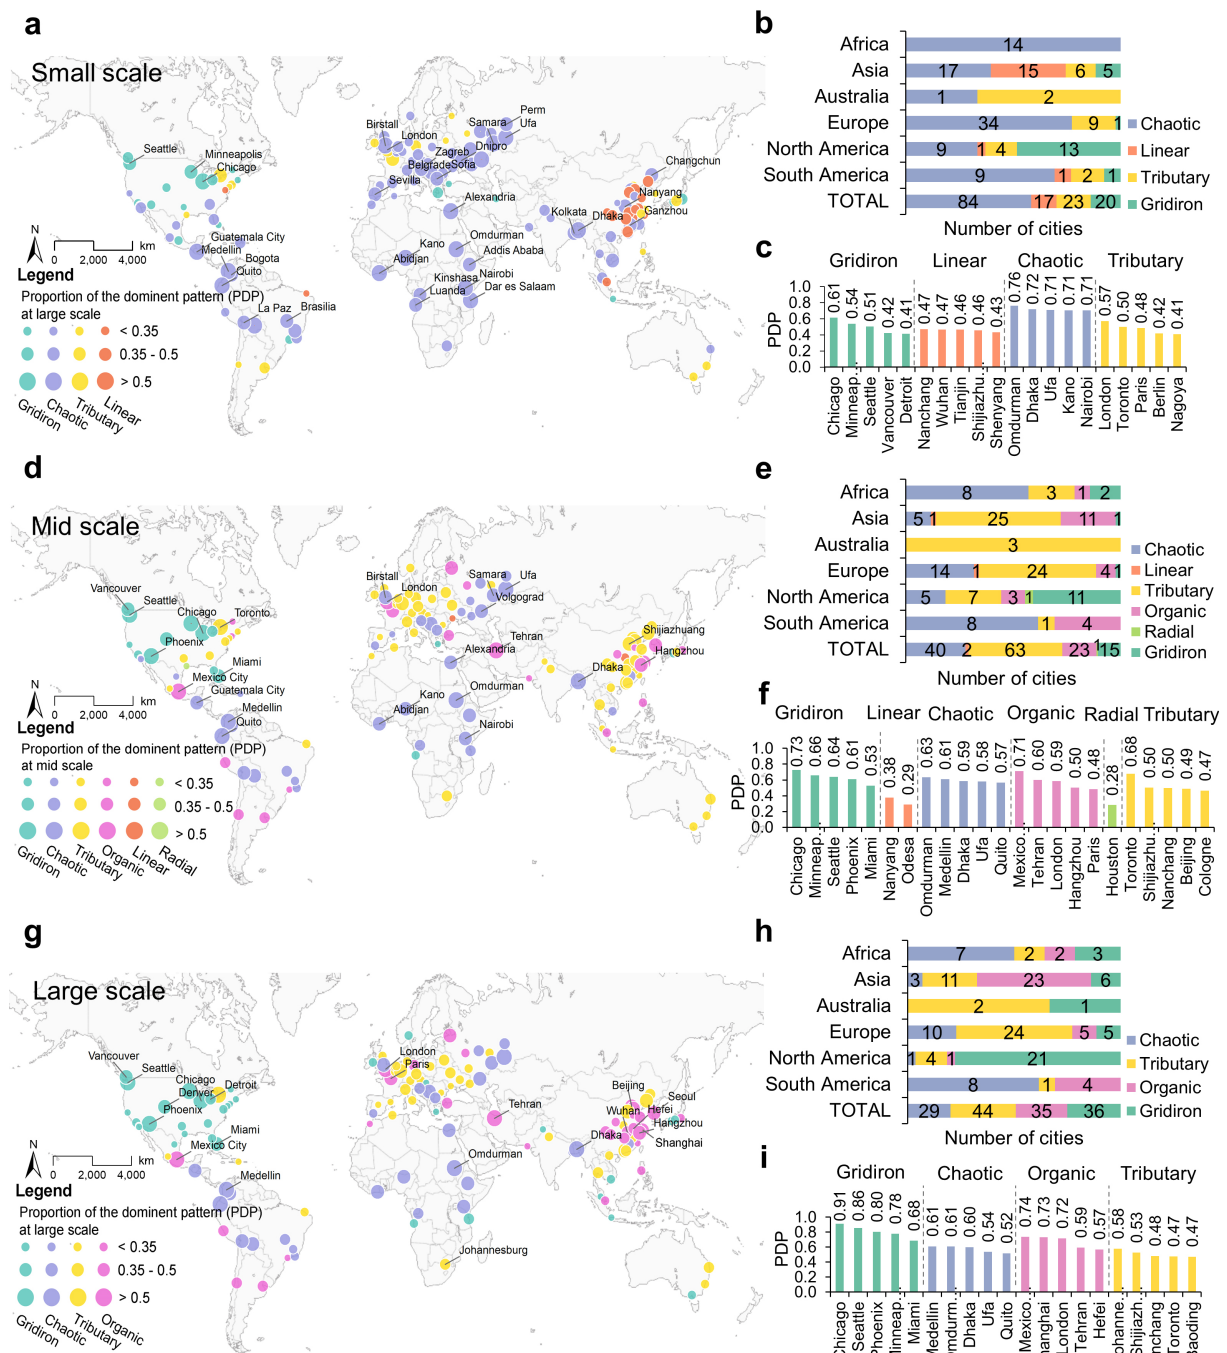 a
Small scale
Seattle
Minneapolis
Chicago
Guatemala City
Medellin
Bogota
Quito
La Paz
Brasilia
Birstall
London
Samara
Perm
Ufa
Zagreb
Dnipro
Belgrade
Sofia
Sevilla
Alexandria
Changchun
Nanyang
Kolkata
Dhaka
Ganzhou
Kano
Omdurman
Abidjan
Addis Ababa
Kinshasa
Nairobi
Luanda
Dar es Salaam
N
0 2,000 4,000 km
Legend
Proportion of the dominant pattern (PDP)
at large scale
< 0.35
0.35 - 0.5
> 0.5
Gridiron
Chaotic
Tributary
Linear
b
Africa 14
Asia 17 15 6 5
Australia 1 2
Europe 34 9 1
North America 9 1 4 13
South America 9 1 2 1
TOTAL 84 17 23 20
Number of cities
Chaotic
Linear
Tributary
Gridiron
c
Gridiron Linear Chaotic Tributary
PDP
1.0
0.8
0.6
0.4
0.2
0.0
0.61 0.54 0.51 0.42 0.41 0.47 0.47 0.46 0.46 0.43 0.76 0.72 0.71 0.71 0.71 0.57 0.50 0.48 0.42 0.41
Chicago Minneap. Seattle Vancouver Detroit Nanchang Wuhan Tianjin Shijiazhu. Shenyang Omdurman Dhaka Ufa Kano Nairobi London Toronto Paris Berlin Nagoya
d
Mid scale
Vancouver
Seattle
Chicago
Toronto
Phoenix
Miami
Mexico City
Guatemala City
Medellin
Quito
Birstall
London
Samara
Ufa
Volgograd
Tehran
Alexandria
Shijiazhuang
Hangzhou
Dhaka
Kano
Omdurman
Abidjan
Nairobi
N
0 2,000 4,000 km
Legend
Proportion of the dominant pattern (PDP)
at mid scale
< 0.35
0.35 - 0.5
> 0.5
Gridiron
Chaotic
Tributary
Organic
Linear
Radial
e
Africa 8 3 1 2
Asia 5 1 25 11 1
Australia 3
Europe 14 1 24 4 1
North America 5 7 3 1 11
South America 8 1 4
TOTAL 40 2 63 23 1 15
Number of cities
Chaotic
Linear
Tributary
Organic
Radial
Gridiron
f
Gridiron Linear Chaotic Organic Radial Tributary
PDP
1.0
0.8
0.6
0.4
0.2
0.0
0.73 0.66 0.64 0.61 0.53 0.38 0.29 0.63 0.61 0.59 0.58 0.57 0.71 0.60 0.59 0.50 0.48 0.28 0.68 0.50 0.50 0.49 0.47
Chicago Minneap. Seattle Phoenix Miami Nanyang Odesa Omdurman Medellin Dhaka Ufa Quito Mexico. Tehran London Hangzhou Paris Houston Toronto Shijiazhu. Nanchang Beijing Cologne
g
Large scale
Vancouver
Seattle
Chicago
Denver
Detroit
Phoenix
Miami
Mexico City
Medellin
London
Paris
Tehran
Omdurman
Johannesburg
Beijing
Seoul
Wuhan
Hefei
Hangzhou
Dhaka
Shanghai
N
0 2,000 4,000 km
Legend
Proportion of the dominant pattern (PDP)
at large scale
< 0.35
0.35 - 0.5
> 0.5
Gridiron
Chaotic
Tributary
Organic
h
Africa 7 2 2 3
Asia 3 11 23 6
Australia 2 1
Europe 10 24 5 5
North America 1 4 1 21
South America 8 1 4
TOTAL 29 44 35 36
Number of cities
Chaotic
Tributary
Organic
Gridiron
i
Gridiron Chaotic Organic Tributary
PDP
1.0
0.8
0.6
0.4
0.2
0.0
0.91 0.86 0.80 0.78 0.68 0.61 0.61 0.60 0.54 0.52 0.74 0.73 0.72 0.59 0.57 0.58 0.53 0.48 0.47 0.47
Chicago Seattle Phoenix Minneap. Miami Medellin Omdurm. Dhaka Ufa Quito Mexico. hanghai London Tehran Hefei ohanne. Shijiazh. nchang Toronto Baoding